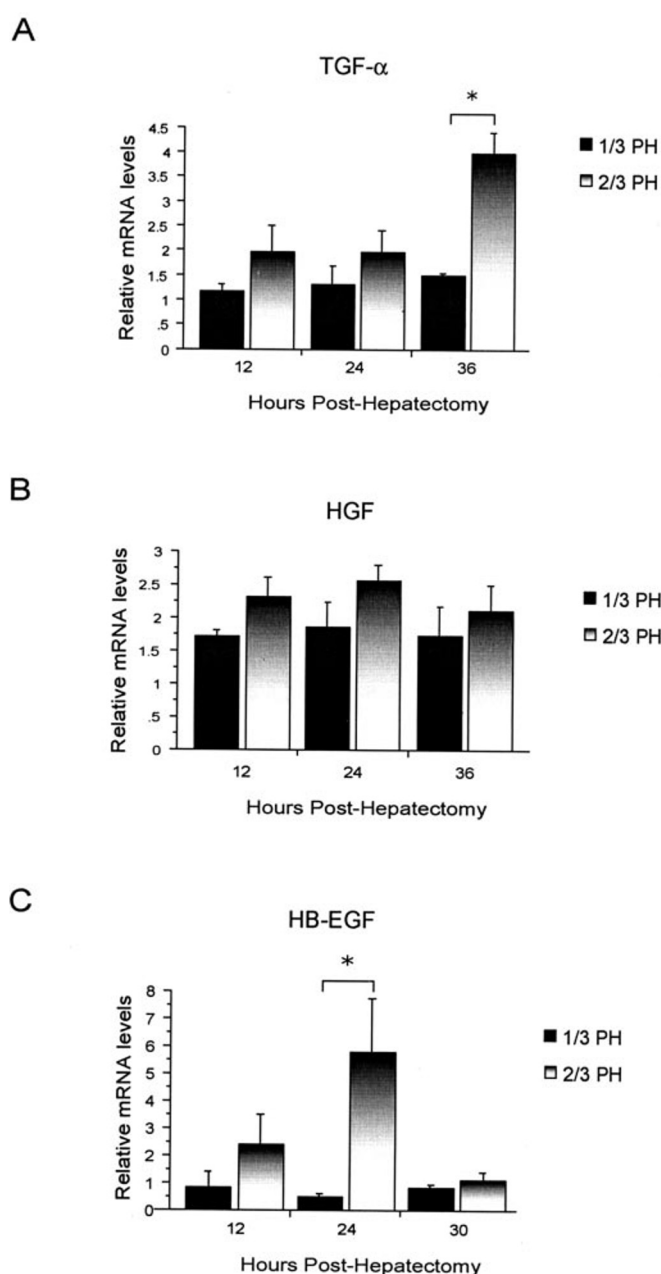 A
TGF-α
*
4.5
4
3.5
3
2.5
2
1.5
1
.5
0
Relative mRNA levels
1/3 PH
2/3 PH
12 24 36
Hours Post-Hepatectomy
B
HGF
3
2.5
2
1.5
1
.5
0
Relative mRNA levels
1/3 PH
2/3 PH
12 24 36
Hours Post-Hepatectomy
C
HB-EGF
*
8
7
6
5
4
3
2
1
0
Relative mRNA levels
1/3 PH
2/3 PH
12 24 30
Hours Post-Hepatectomy